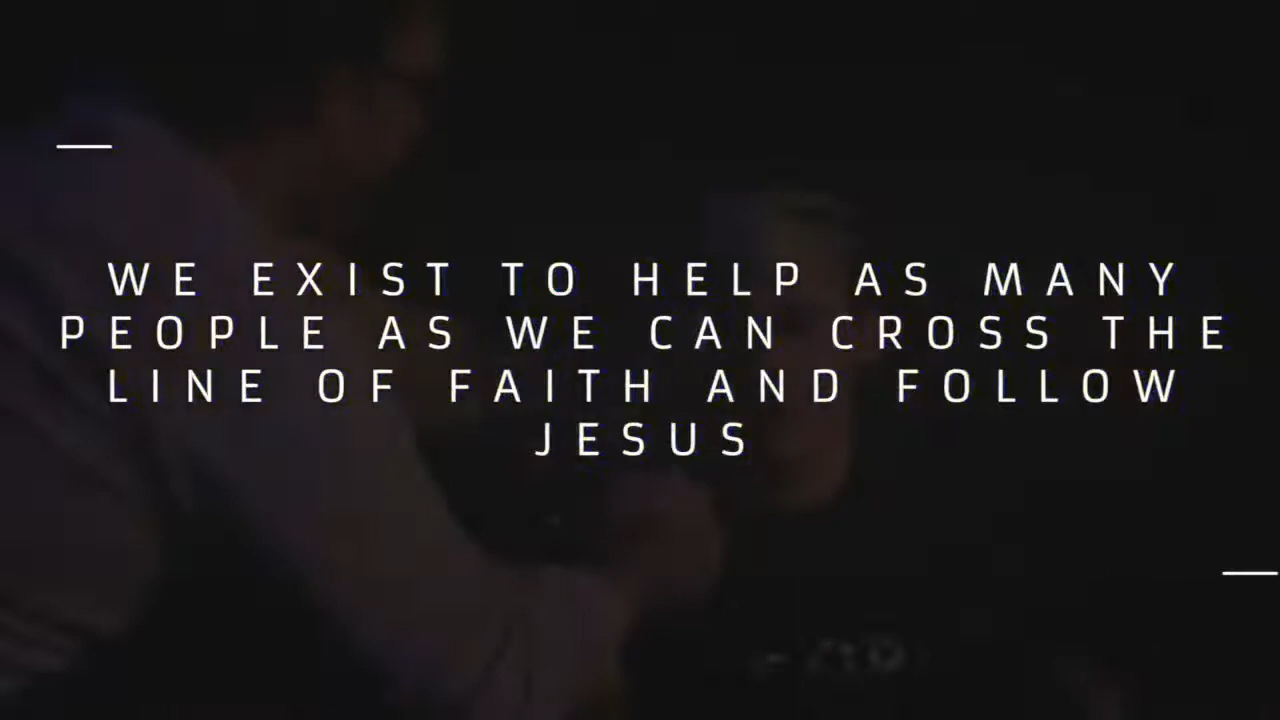 WE EXIST TO HELP AS MANY
PEOPLE AS WE CAN CROSS THE
LINE OF FAITH AND FOLLOW
JESUS